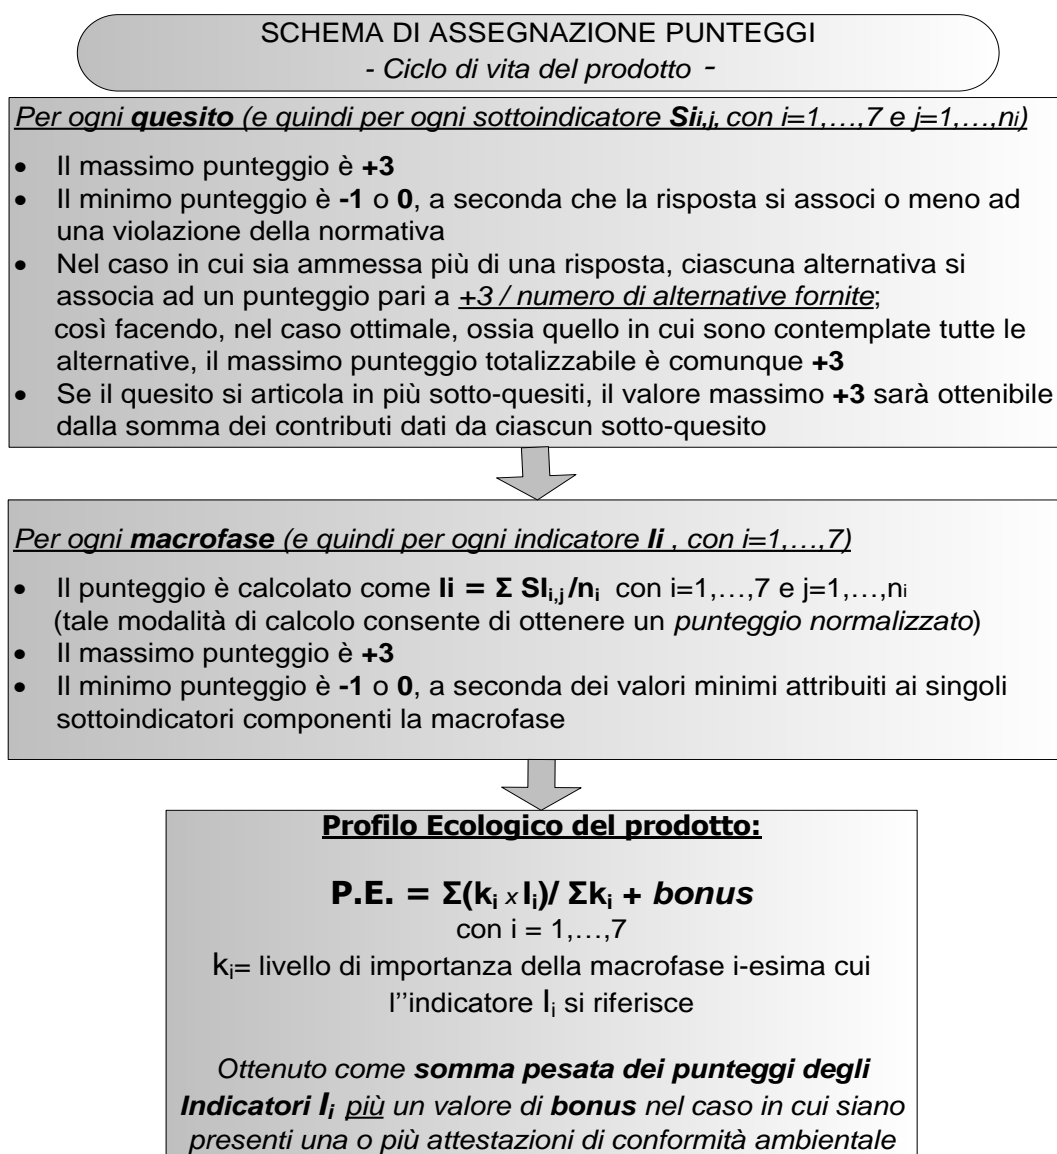 SCHEMA DI ASSEGNAZIONE PUNTEGGI
- Ciclo di vita del prodotto -
Per ogni quesito (e quindi per ogni sottoindicatore Sii,j, con i=1,…,7 e j=1,…,ni)
• Il massimo punteggio è +3
• Il minimo punteggio è -1 o 0, a seconda che la risposta si associ o meno ad
una violazione della normativa
• Nel caso in cui sia ammessa più di una risposta, ciascuna alternativa si
associa ad un punteggio pari a +3 / numero di alternative fornite;
così facendo, nel caso ottimale, ossia quello in cui sono contemplate tutte le
alternative, il massimo punteggio totalizzabile è comunque +3
• Se il quesito si articola in più sotto-quesiti, il valore massimo +3 sarà ottenibile
dalla somma dei contributi dati da ciascun sotto-quesito
Per ogni macrofase (e quindi per ogni indicatore Ii , con i=1,…,7)
• Il punteggio è calcolato come Ii = Σ SIi,j /ni con i=1,…,7 e j=1,…,ni
(tale modalità di calcolo consente di ottenere un punteggio normalizzato)
• Il massimo punteggio è +3
• Il minimo punteggio è -1 o 0, a seconda dei valori minimi attribuiti ai singoli
sottoindicatori componenti la macrofase
Profilo Ecologico del prodotto:
P.E. = Σ(ki x Ii)/ Σki + bonus
con i = 1,…,7
ki= livello di importanza della macrofase i-esima cui
l''indicatore Ii si riferisce
Ottenuto come somma pesata dei punteggi degli
Indicatori Ii più un valore di bonus nel caso in cui siano
presenti una o più attestazioni di conformità ambientale